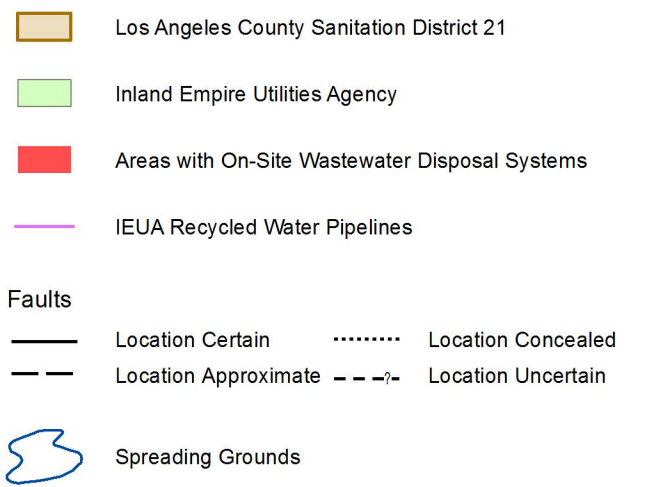 Los Angeles County Sanitation District 21
Inland Empire Utilities Agency
Areas with On-Site Wastewater Disposal Systems
IEUA Recycled Water Pipelines
Faults
Location Certain Location Concealed
Location Approximate ? Location Uncertain
Spreading Grounds